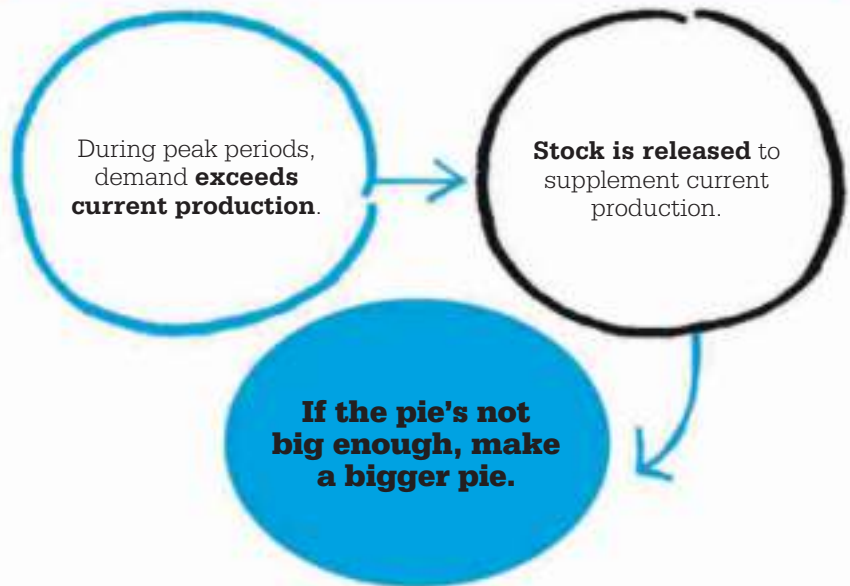 During peak periods,
demand exceeds
current production.
Stock is released to
supplement current
production.
If the pie's not
big enough, make
a bigger pie.